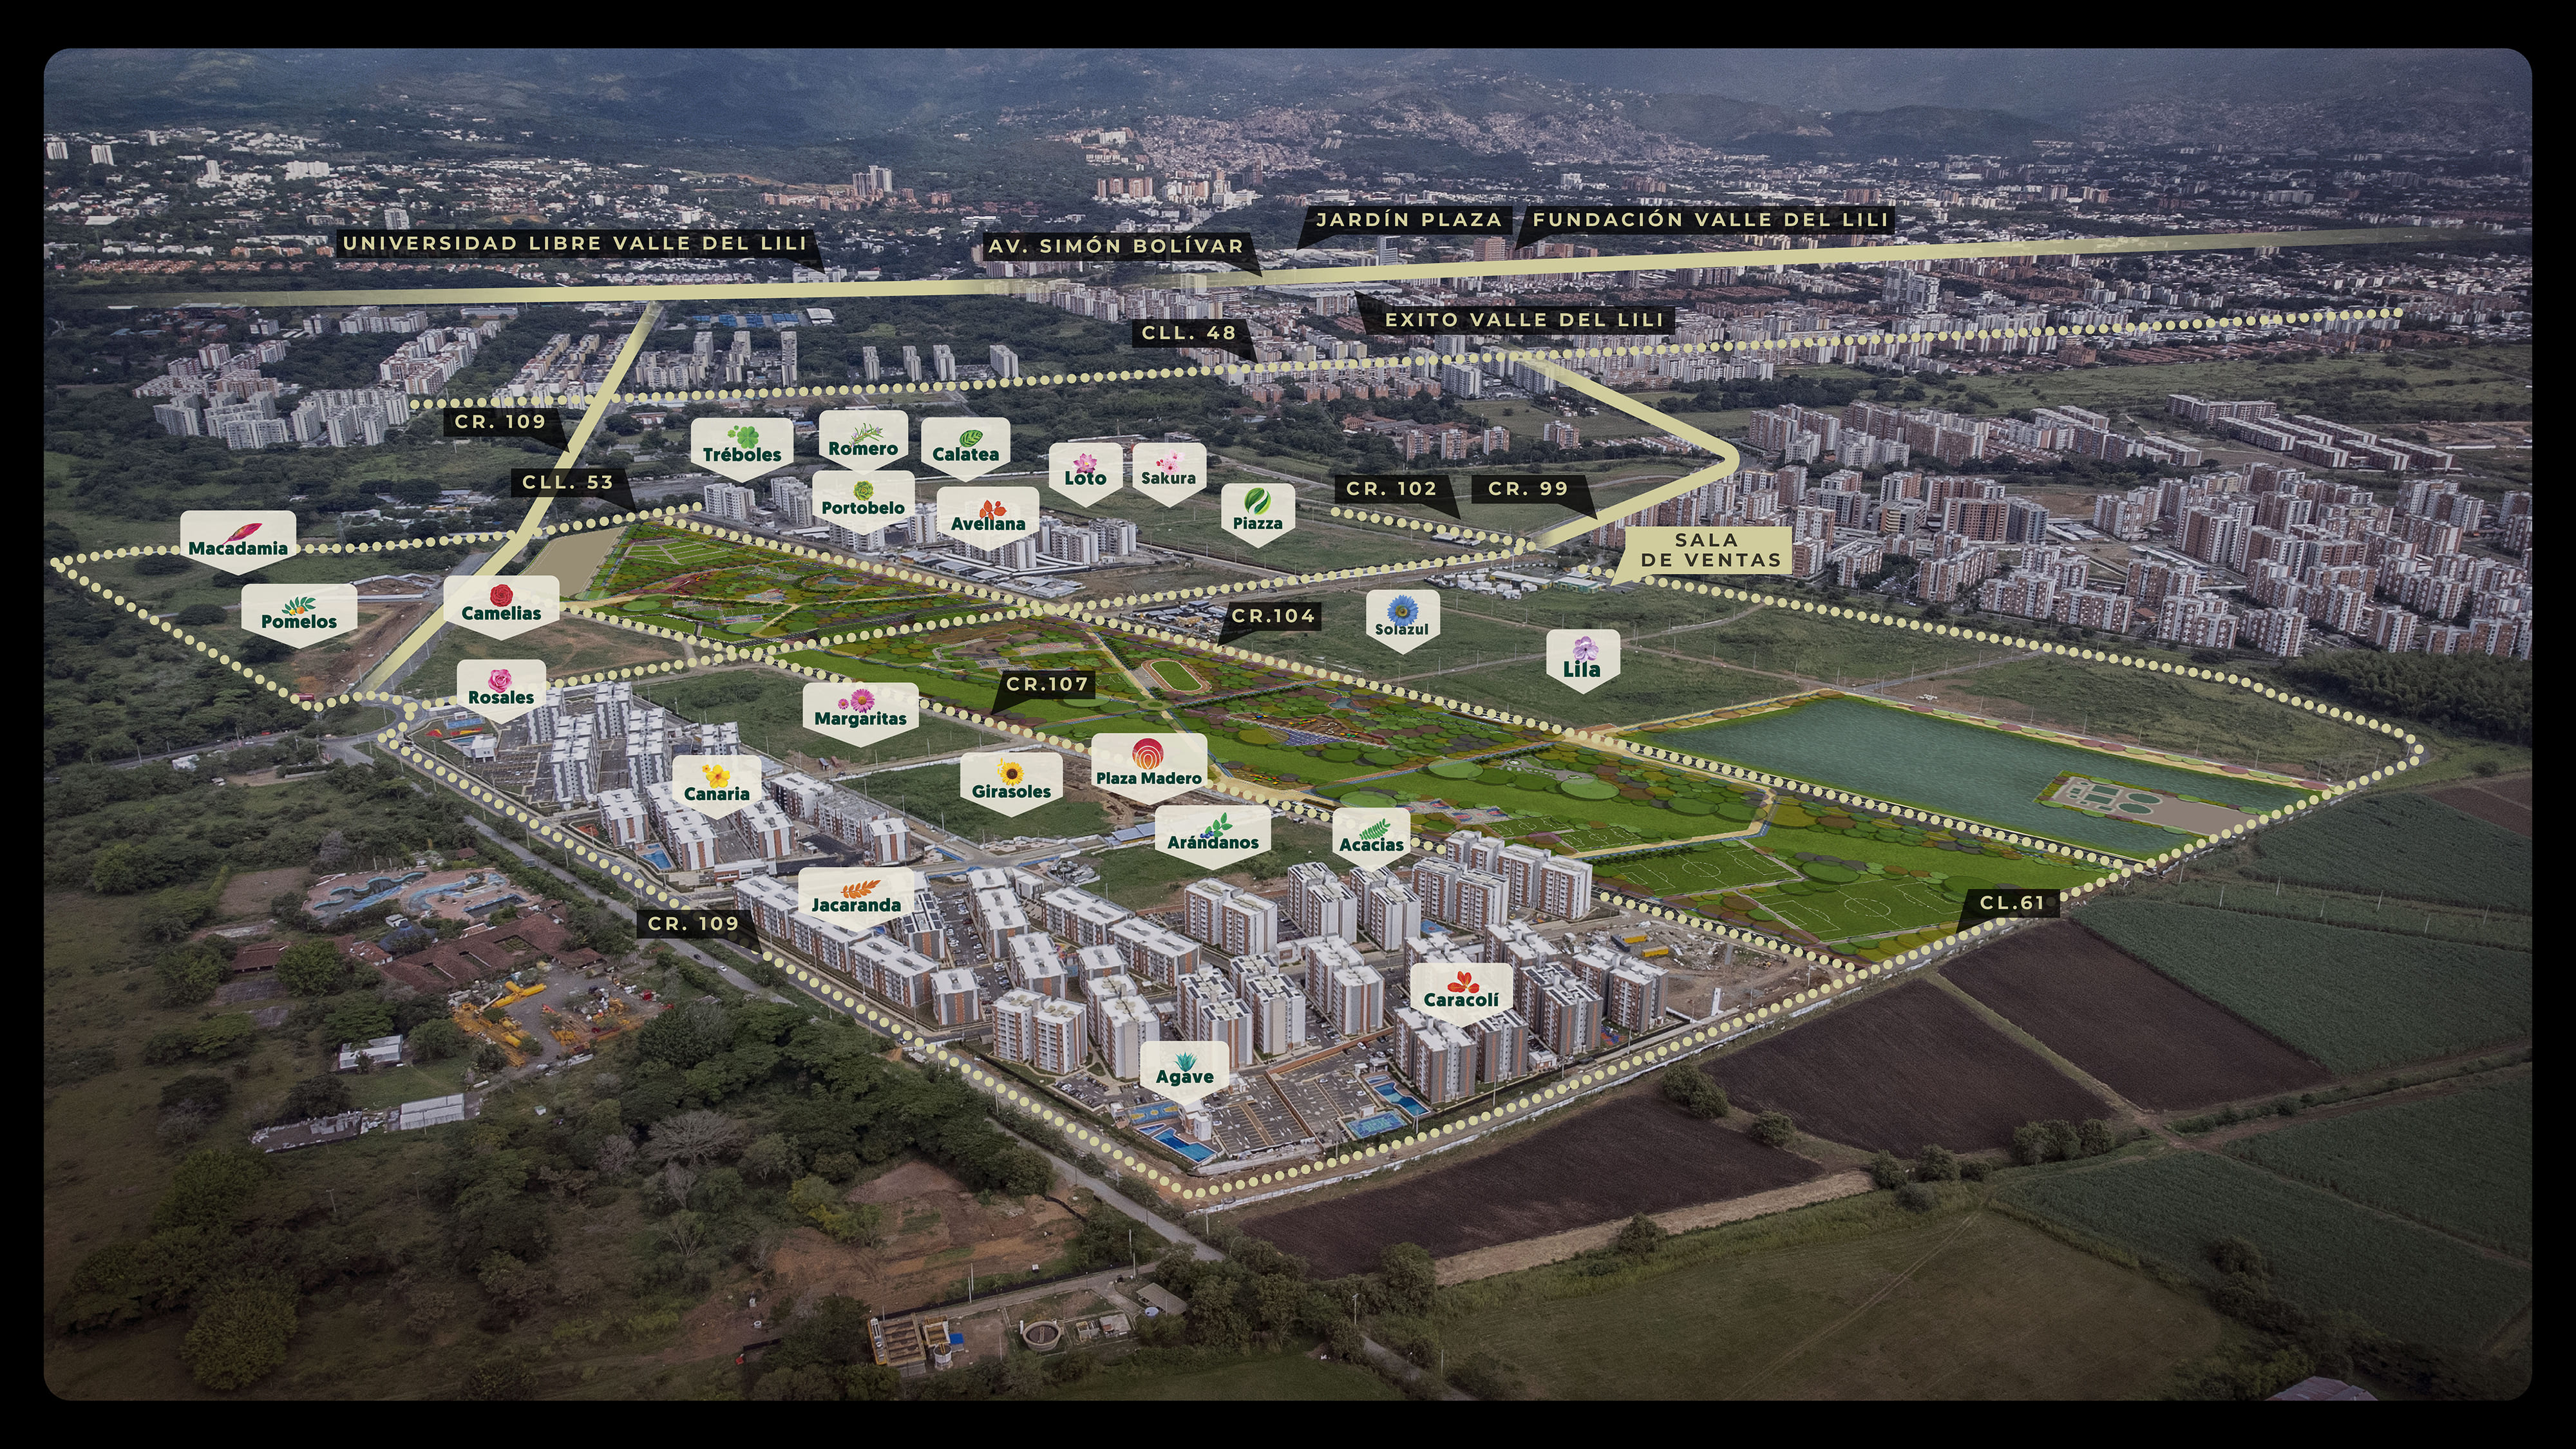 JARDÍN PLAZA
FUNDACIÓN VALLE DEL LILI
UNIVERSIDAD LIBRE VALLE DEL LILI
AV. SIMÓN BOLÍVAR
EXITO VALLE DEL LILI
CLL. 48
CR. 109
Tréboles
Romero
Calatea
Loto
Sakura
CLL. 53
CR. 102
CR. 99
Portobelo
Avellana
Piazza
Macadamia
SALA
DE VENTAS
Pomelos
Camelias
CR.104
Solazul
Lila
Rosales
CR.107
Margaritas
Plaza Madero
Canaria
Girasoles
Arándanos
Acacias
Jacaranda
CR. 109
CL.61
Caracolí
Agave